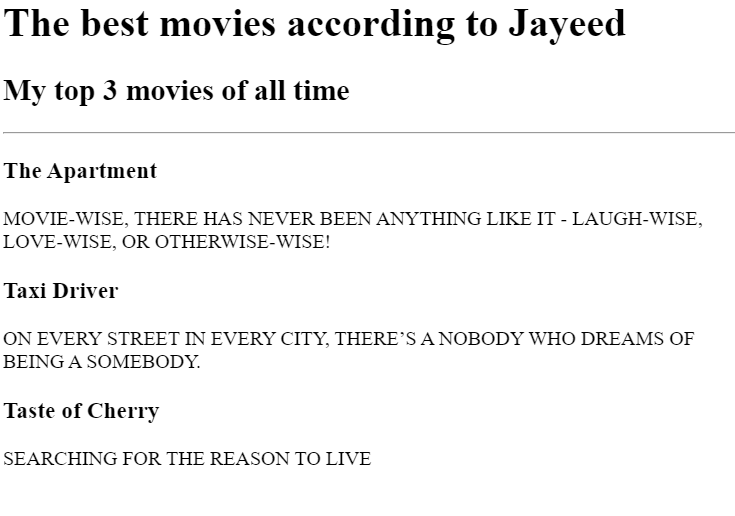 The best movies according to Jayeed
My top 3 movies of all time
The Apartment
MOVIE-WISE, THERE HAS NEVER BEEN ANYTHING LIKE IT - LAUGH-WISE,
LOVE-WISE, OR OTHERWISE-WISE!
Taxi Driver
ON EVERY STREET IN EVERY CITY, THERE’S A NOBODY WHO DREAMS OF
BEING A SOMEBODY.
Taste of Cherry
SEARCHING FOR THE REASON TO LIVE